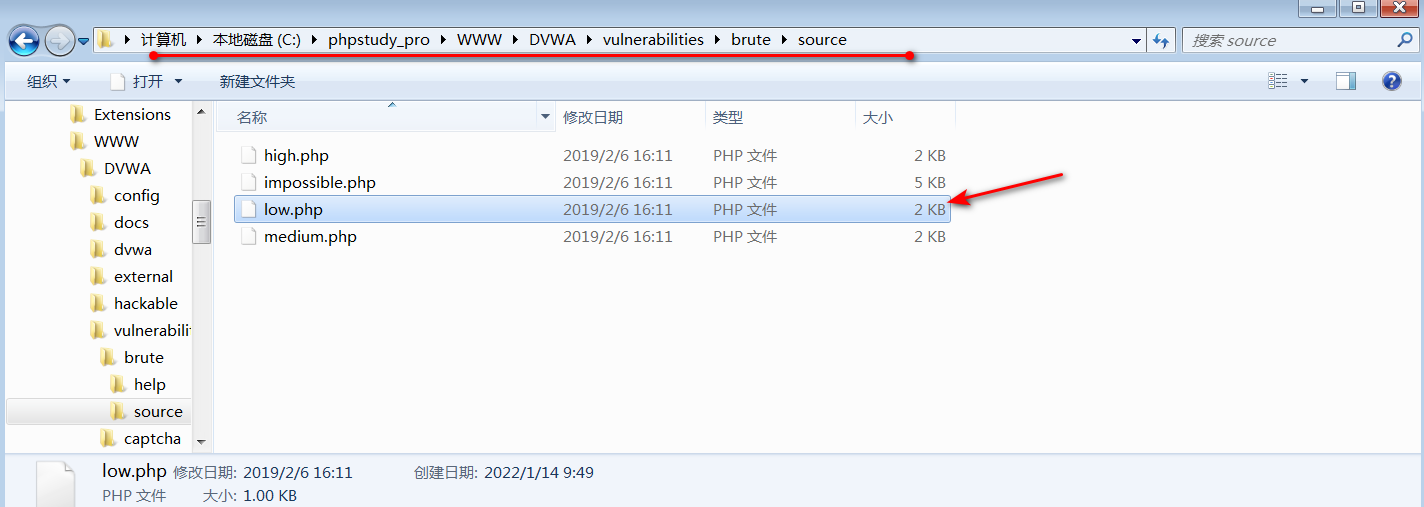 计算机 本地磁盘 (C:) phpstudy_pro WWW DVWA vulnerabilities brute source 搜索 source
组织 打开 新建文件夹
Extensions
WWW
DVWA
config
docs
dvwa
external
hackable
vulnerabili
brute
help
source
captcha
名称 修改日期 类型 大小
high.php 2019/2/6 16:11 PHP 文件 2 KB
impossible.php 2019/2/6 16:11 PHP 文件 5 KB
low.php 2019/2/6 16:11 PHP 文件 2 KB
medium.php 2019/2/6 16:11 PHP 文件 2 KB
low.php 修改日期: 2019/2/6 16:11 创建日期: 2022/1/14 9:49
PHP 文件 大小: 1.00 KB